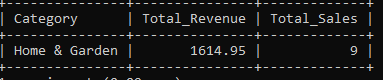 | Category | Total_Revenue | Total_Sales |
| Home & Garden | 1614.95 | 9 |